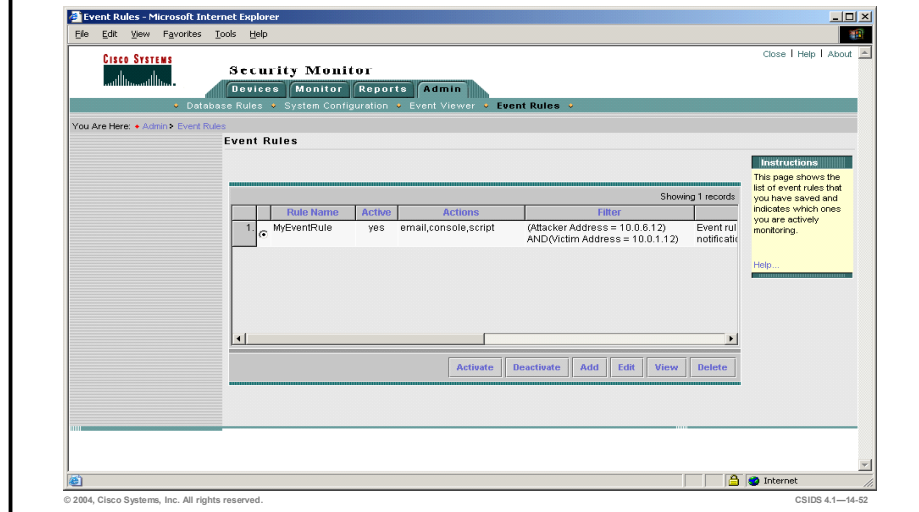 Event Rules - Microsoft Internet Explorer
File Edit View Favorites Tools Help
Close | Help | About
CISCO SYSTEMS
Security Monitor
Devices Monitor Reports Admin
Database Rules System Configuration Event Viewer Event Rules
You Are Here: Admin > Event Rules
Event Rules
Instructions
This page shows the
list of event rules that
you have saved and
indicates which ones
you are actively
monitoring.
Help...
Showing 1 records
Rule Name Active Actions Filter
1. MyEventRule yes email,console,script (Attacker Address = 10.0.6.12) Event rul
AND(Victim Address = 10.0.1.12) notificatic
Activate Deactivate Add Edit View Delete
Internet
© 2004, Cisco Systems, Inc. All rights reserved.
CSIDS 4.1—14-52